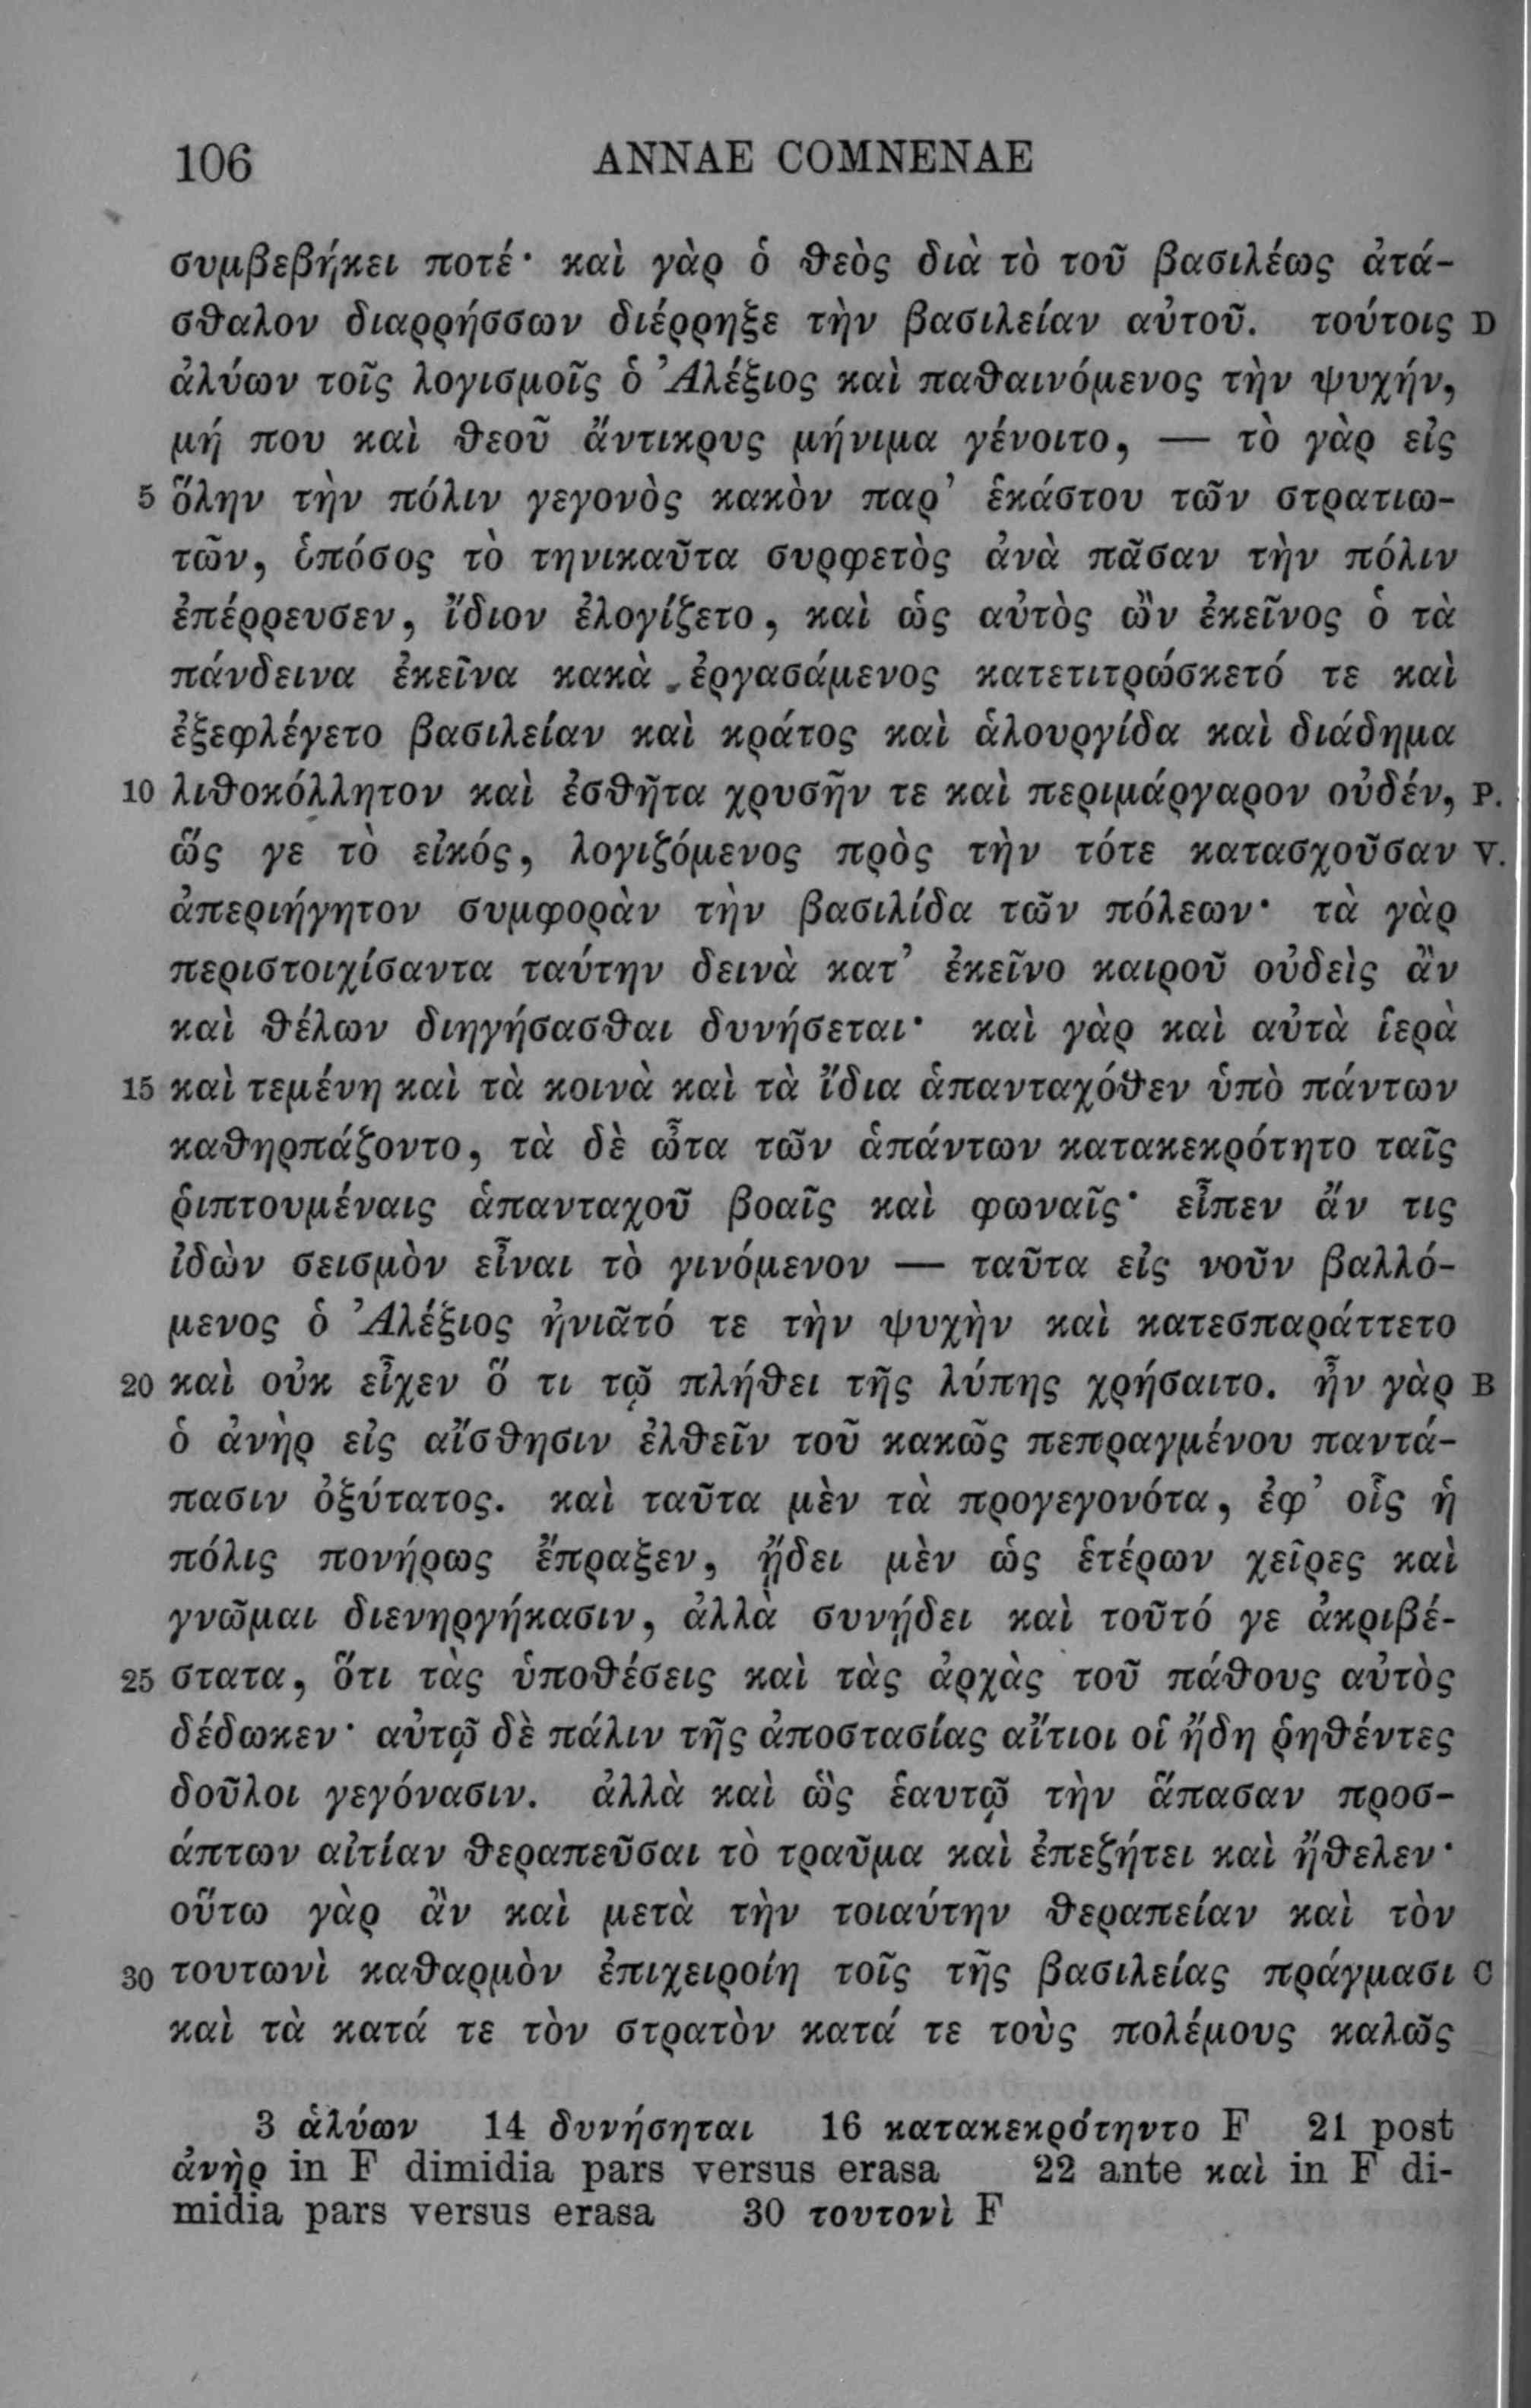 106 ANNAE COMNENAE
συμβεβήκει ποτέ· καὶ γὰρ ὁ θεὸς διὰ τὸ τοῦ βασιλέως ἀτά-
σθαλον διαρρήσσων διέρρηξε τὴν βασιλείαν αὐτοῦ. τούτοις D
ἀλύων τοῖς λογισμοῖς ὁ Ἀλέξιος καὶ παθαινόμενος τὴν ψυχήν,
μή που καὶ θεοῦ ἄντικρυς μήνιμα γένοιτο, — τὸ γὰρ εἰς
5 ὅλην τὴν πόλιν γεγονὸς κακὸν παρ’ ἑκάστου τῶν στρατιω-
τῶν, ὁπόσος τὸ τηνικαῦτα συρφετὸς ἀνὰ πᾶσαν τὴν πόλιν
ἐπέρρευσεν, ἴδιον ἐλογίζετο, καὶ ὡς αὐτὸς ὢν ἐκεῖνος ὁ τὰ
πάνδεινα ἐκεῖνα κακὰ ἐργασάμενος κατετιτρώσκετό τε καὶ
ἐξεφλέγετο βασιλείαν καὶ κράτος καὶ ἁλουργίδα καὶ διάδημα
10 λιθοκόλλητον καὶ ἐσθῆτα χρυσῆν τε καὶ περιμάργαρον οὐδέν, P.
ὥς γε τὸ εἰκός, λογιζόμενος πρὸς τὴν τότε κατασχοῦσαν V.
ἀπεριήγητον συμφορὰν τὴν βασιλίδα τῶν πόλεων· τὰ γὰρ
περιστοιχίσαντα ταύτην δεινὰ κατ’ ἐκεῖνο καιροῦ οὐδεὶς ἂν
καὶ θέλων διηγήσασθαι δυνήσεται· καὶ γὰρ καὶ αὐτὰ ἱερὰ
15 καὶ τεμένη καὶ τὰ κοινὰ καὶ τὰ ἴδια ἁπανταχόθεν ὑπὸ πάντων
καθηρπάζοντο, τὰ δὲ ὦτα τῶν ἁπάντων κατακεκρότητο ταῖς
ῥιπτουμέναις ἁπανταχοῦ βοαῖς καὶ φωναῖς· εἶπεν ἄν τις
ἰδὼν σεισμὸν εἶναι τὸ γινόμενον — ταῦτα εἰς νοῦν βαλλό-
μενος ὁ Ἀλέξιος ἠνιᾶτό τε τὴν ψυχὴν καὶ κατεσπαράττετο
20 καὶ οὐκ εἶχεν ὅ τι τῷ πλήθει τῆς λύπης χρήσαιτο. ἦν γὰρ B
ὁ ἀνὴρ εἰς αἴσθησιν ἐλθεῖν τοῦ κακῶς πεπραγμένου παντά-
πασιν ὀξύτατος. καὶ ταῦτα μὲν τὰ προγεγονότα, ἐφ’ οἷς ἡ
πόλις πονήρως ἔπραξεν, ᾔδει μὲν ὡς ἑτέρων χεῖρες καὶ
γνῶμαι διενηργήκασιν, ἀλλὰ συνῄδει καὶ τοῦτό γε ἀκριβέ-
25 στατα, ὅτι τὰς ὑποθέσεις καὶ τὰς ἀρχὰς τοῦ πάθους αὐτὸς
δέδωκεν· αὐτῷ δὲ πάλιν τῆς ἀποστασίας αἴτιοι οἱ ἤδη ῥηθέντες
δοῦλοι γεγόνασιν. ἀλλὰ καὶ ὣς ἑαυτῷ τὴν ἅπασαν προσ-
άπτων αἰτίαν θεραπεῦσαι τὸ τραῦμα καὶ ἐπεζήτει καὶ ἤθελεν·
οὕτω γὰρ ἂν καὶ μετὰ τὴν τοιαύτην θεραπείαν καὶ τὸν
30 τουτωνὶ καθαρμὸν ἐπιχειροίη τοῖς τῆς βασιλείας πράγμασι C
καὶ τὰ κατά τε τὸν στρατὸν κατά τε τοὺς πολέμους καλῶς
3 ἁλύων 14 δυνήσηται 16 κατακεκρότηντο F 21 post
ἀνὴρ in F dimidia pars versus erasa 22 ante καὶ in F di-
midia pars versus erasa 30 τουτονὶ F